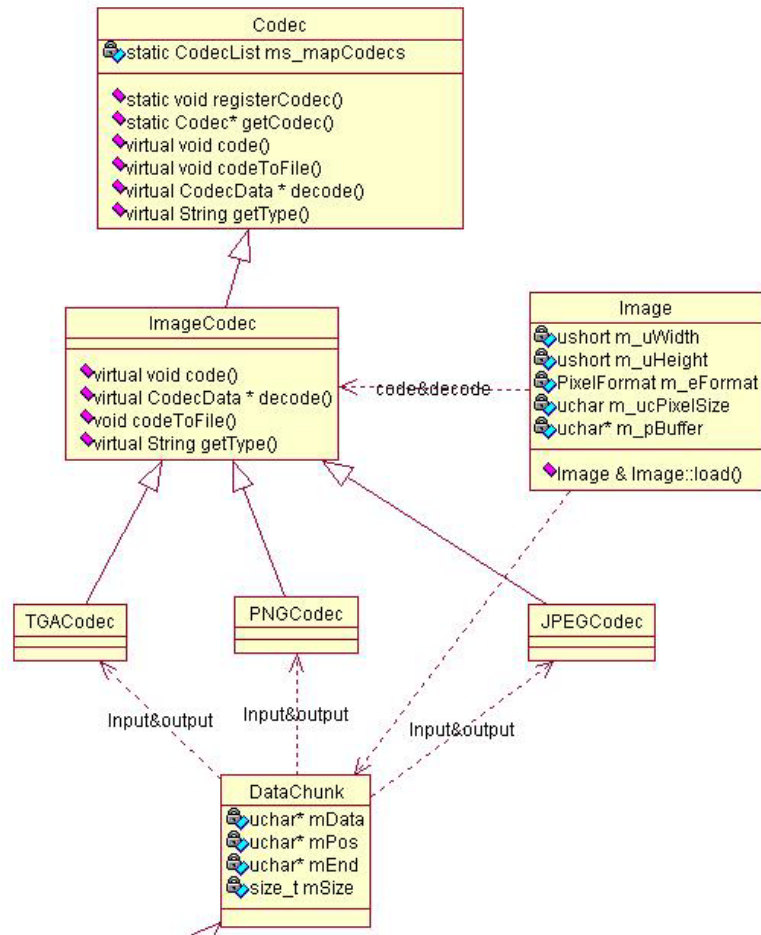 Codec
static CodecList ms_mapCodecs
static void registerCodec()
static Codec* getCodec()
virtual void code()
virtual void codeToFile()
virtual CodecData * decode()
virtual String getType()
ImageCodec
virtual void code()
virtual CodecData * decode()
void codeToFile()
virtual String getType()
code&decode
Image
ushort m_uWidth
ushort m_uHeight
PixelFormat m_eFormat
uchar m_ucPixelSize
uchar* m_pBuffer
Image & Image::load()
TGACodec
PNGCodec
JPEGCodec
Input&output
Input&output
Input&output
DataChunk
uchar* mData
uchar* mPos
uchar* mEnd
size_t mSize